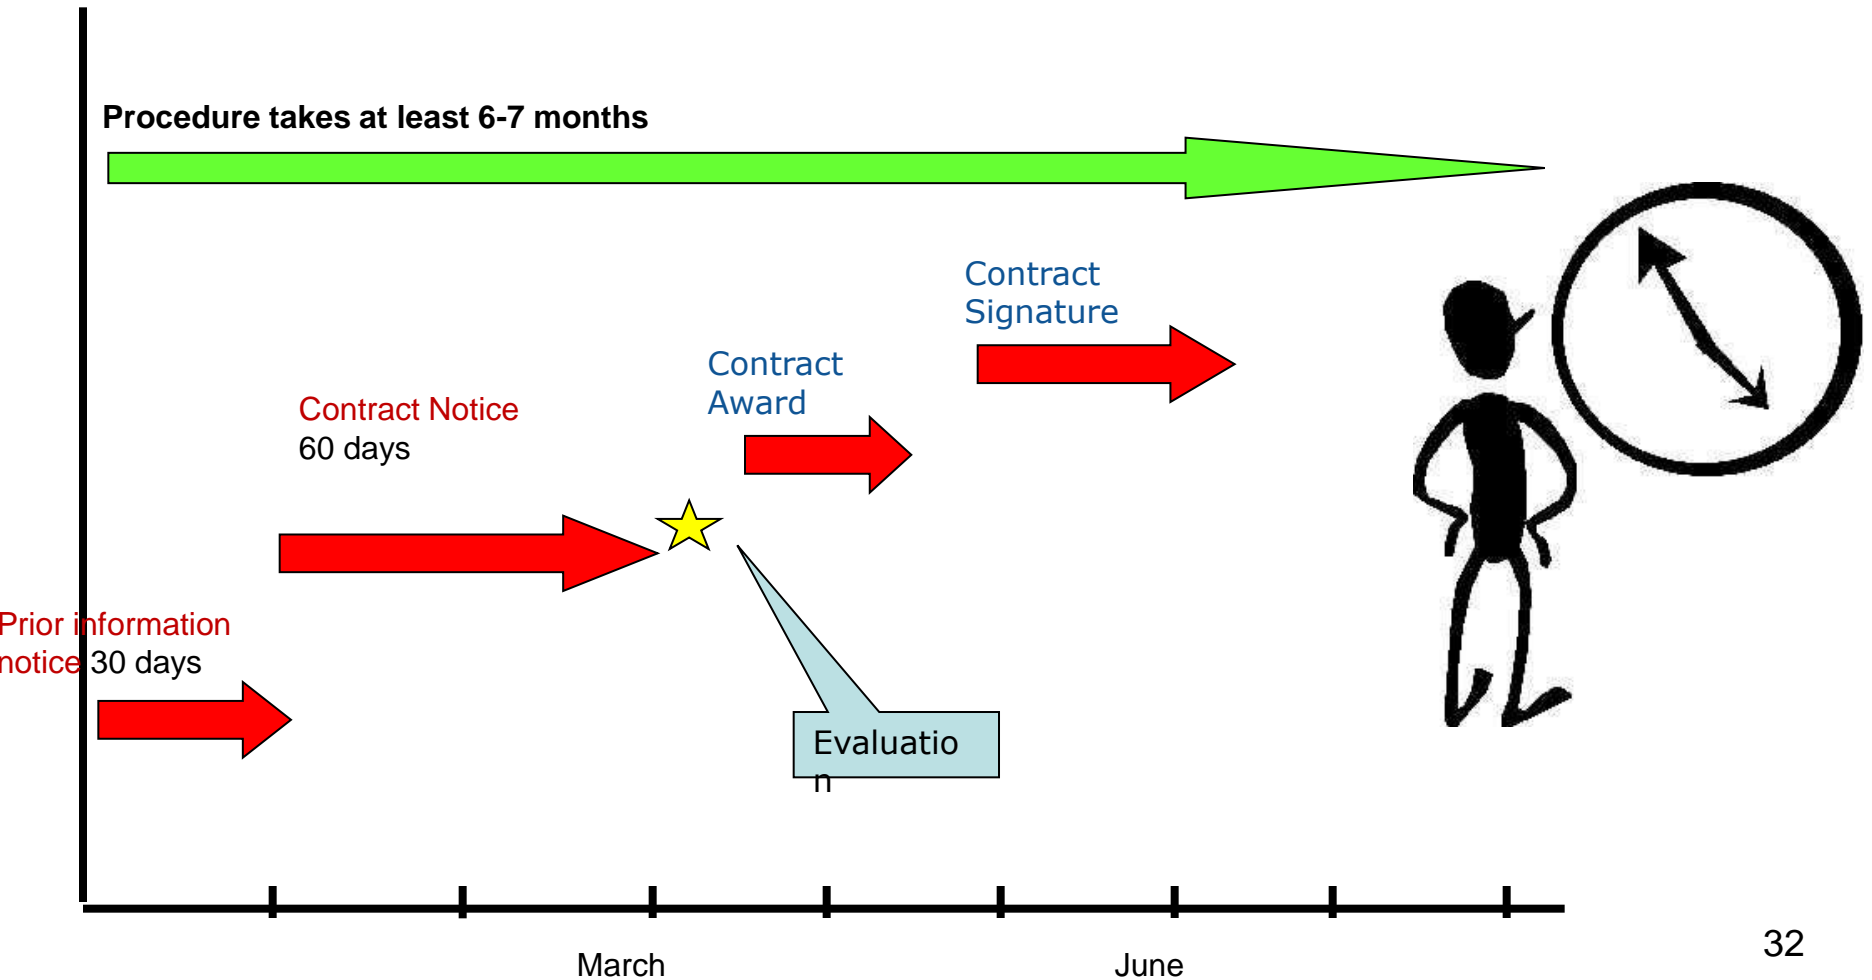 Procedure takes at least 6-7 months
Contract
Signature
Contract
Award
Contract Notice
60 days
Prior information
notice 30 days
Evaluatio
n
March
June
32